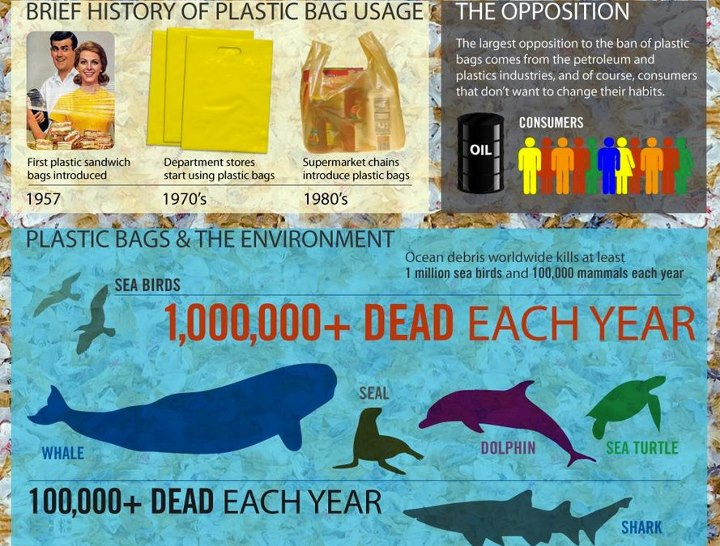 BRIEF HISTORY OF PLASTIC BAG USAGE
First plastic sandwich
bags introduced
1957
Department stores
start using plastic bags
1970's
Supermarket chains
introduce plastic bags
1980's
THE OPPOSITION
The largest opposition to the ban of plastic
bags comes from the petroleum and
plastics industries, and of course, consumers
that don't want to change their habits.
OIL
CONSUMERS
PLASTIC BAGS & THE ENVIRONMENT
Ocean debris worldwide kills at least
1 million sea birds and 100,000 mammals each year
SEA BIRDS
1,000,000+ DEAD EACH YEAR
WHALE
SEAL
DOLPHIN
SEA TURTLE
100,000+ DEAD EACH YEAR
SHARK